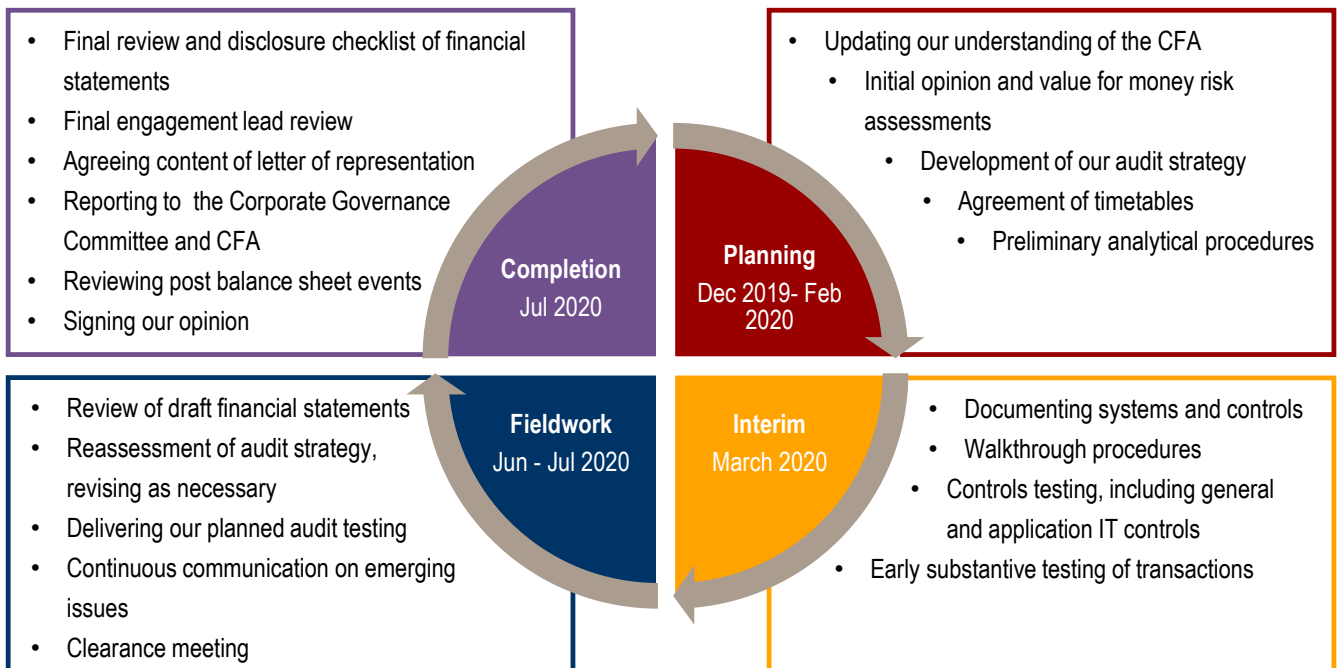 • Final review and disclosure checklist of financial
statements
• Final engagement lead review
• Agreeing content of letter of representation
• Reporting to the Corporate Governance
Committee and CFA
• Reviewing post balance sheet events
• Signing our opinion
Completion
Jul 2020
• Updating our understanding of the CFA
• Initial opinion and value for money risk
assessments
• Development of our audit strategy
• Agreement of timetables
• Preliminary analytical procedures
Planning
Dec 2019- Feb
2020
• Review of draft financial statements
• Reassessment of audit strategy,
revising as necessary
• Delivering our planned audit testing
• Continuous communication on emerging
issues
• Clearance meeting
Fieldwork
Jun - Jul 2020
Interim
March 2020
• Documenting systems and controls
• Walkthrough procedures
• Controls testing, including general
and application IT controls
• Early substantive testing of transactions